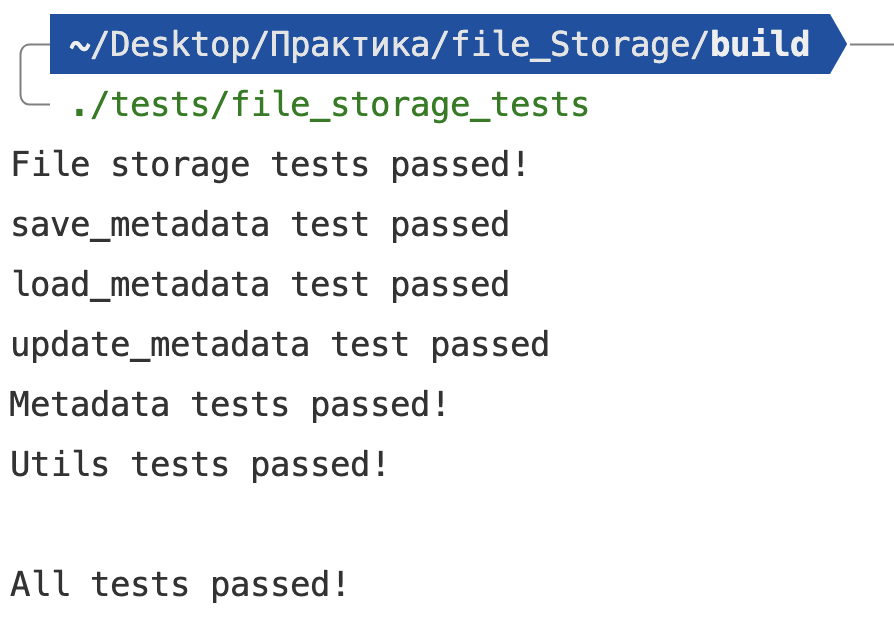 ~/Desktop/Практика/file_Storage/build
./tests/file_storage_tests
File storage tests passed!
save_metadata test passed
load_metadata test passed
update_metadata test passed
Metadata tests passed!
Utils tests passed!
All tests passed!